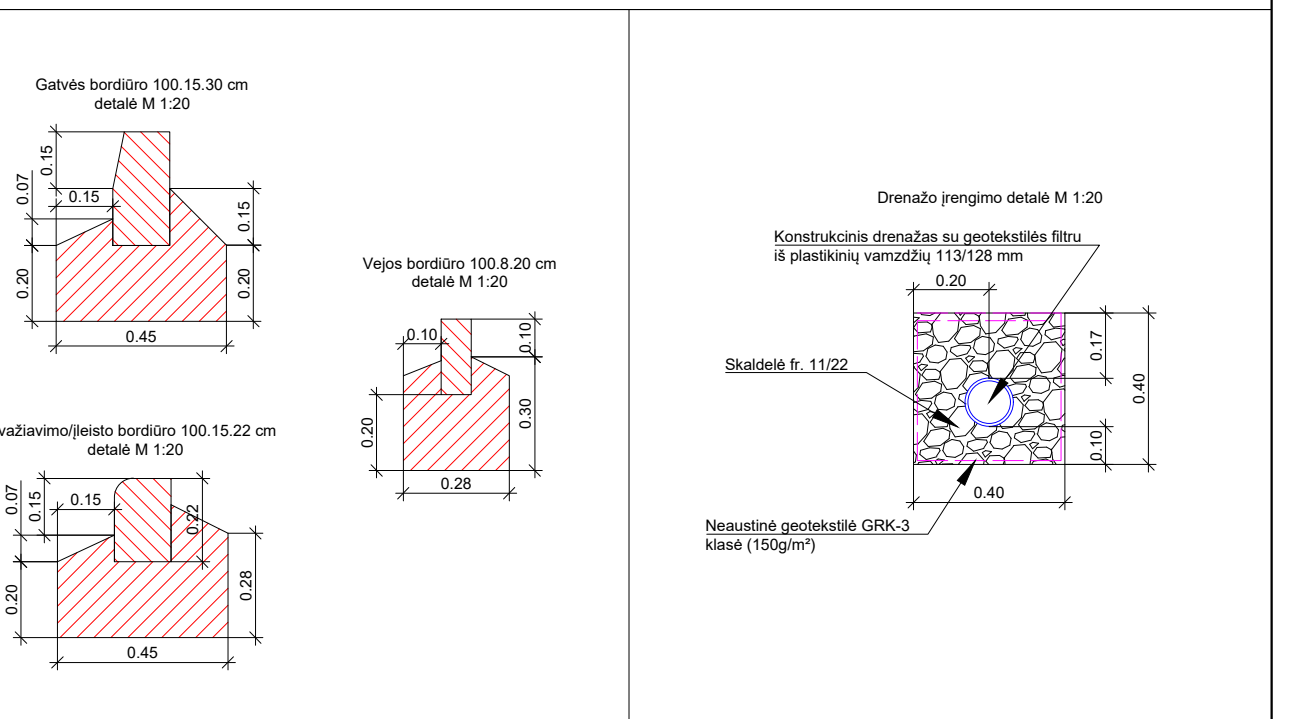 Gatvės bordiūro 100.15.30 cm
detalė M 1:20
0.15
0.07
0.15
0.15
0.20
0.20
0.45
Vejos bordiūro 100.8.20 cm
detalė M 1:20
0.10
0.10
0.20
0.30
0.28
važiavimo/įleisto bordiūro 100.15.22 cm
detalė M 1:20
0.07
0.15
0.15
0.22
0.20
0.28
0.45
Drenažo įrengimo detalė M 1:20
Konstrukcinis drenažas su geotekstilės filtru
iš plastikinių vamzdžių 113/128 mm
0.20
Skaldelė fr. 11/22
0.17
0.40
0.10
0.40
Neaustinė geotekstilė GRK-3
klasė (150g/m²)